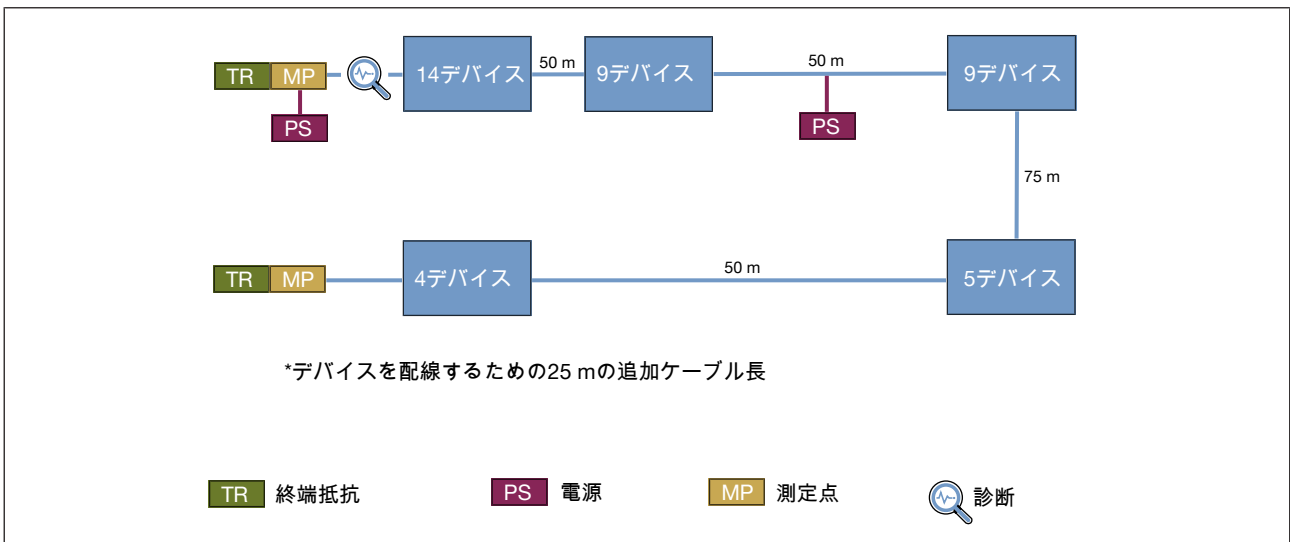 TR MP 14デバイス 50 m 9デバイス 50 m 9デバイス
PS PS
75 m
TR MP 4デバイス 50 m 5デバイス
*デバイスを配線するための25 mの追加ケーブル長
TR 終端抵抗 PS 電源 MP 測定点 診断